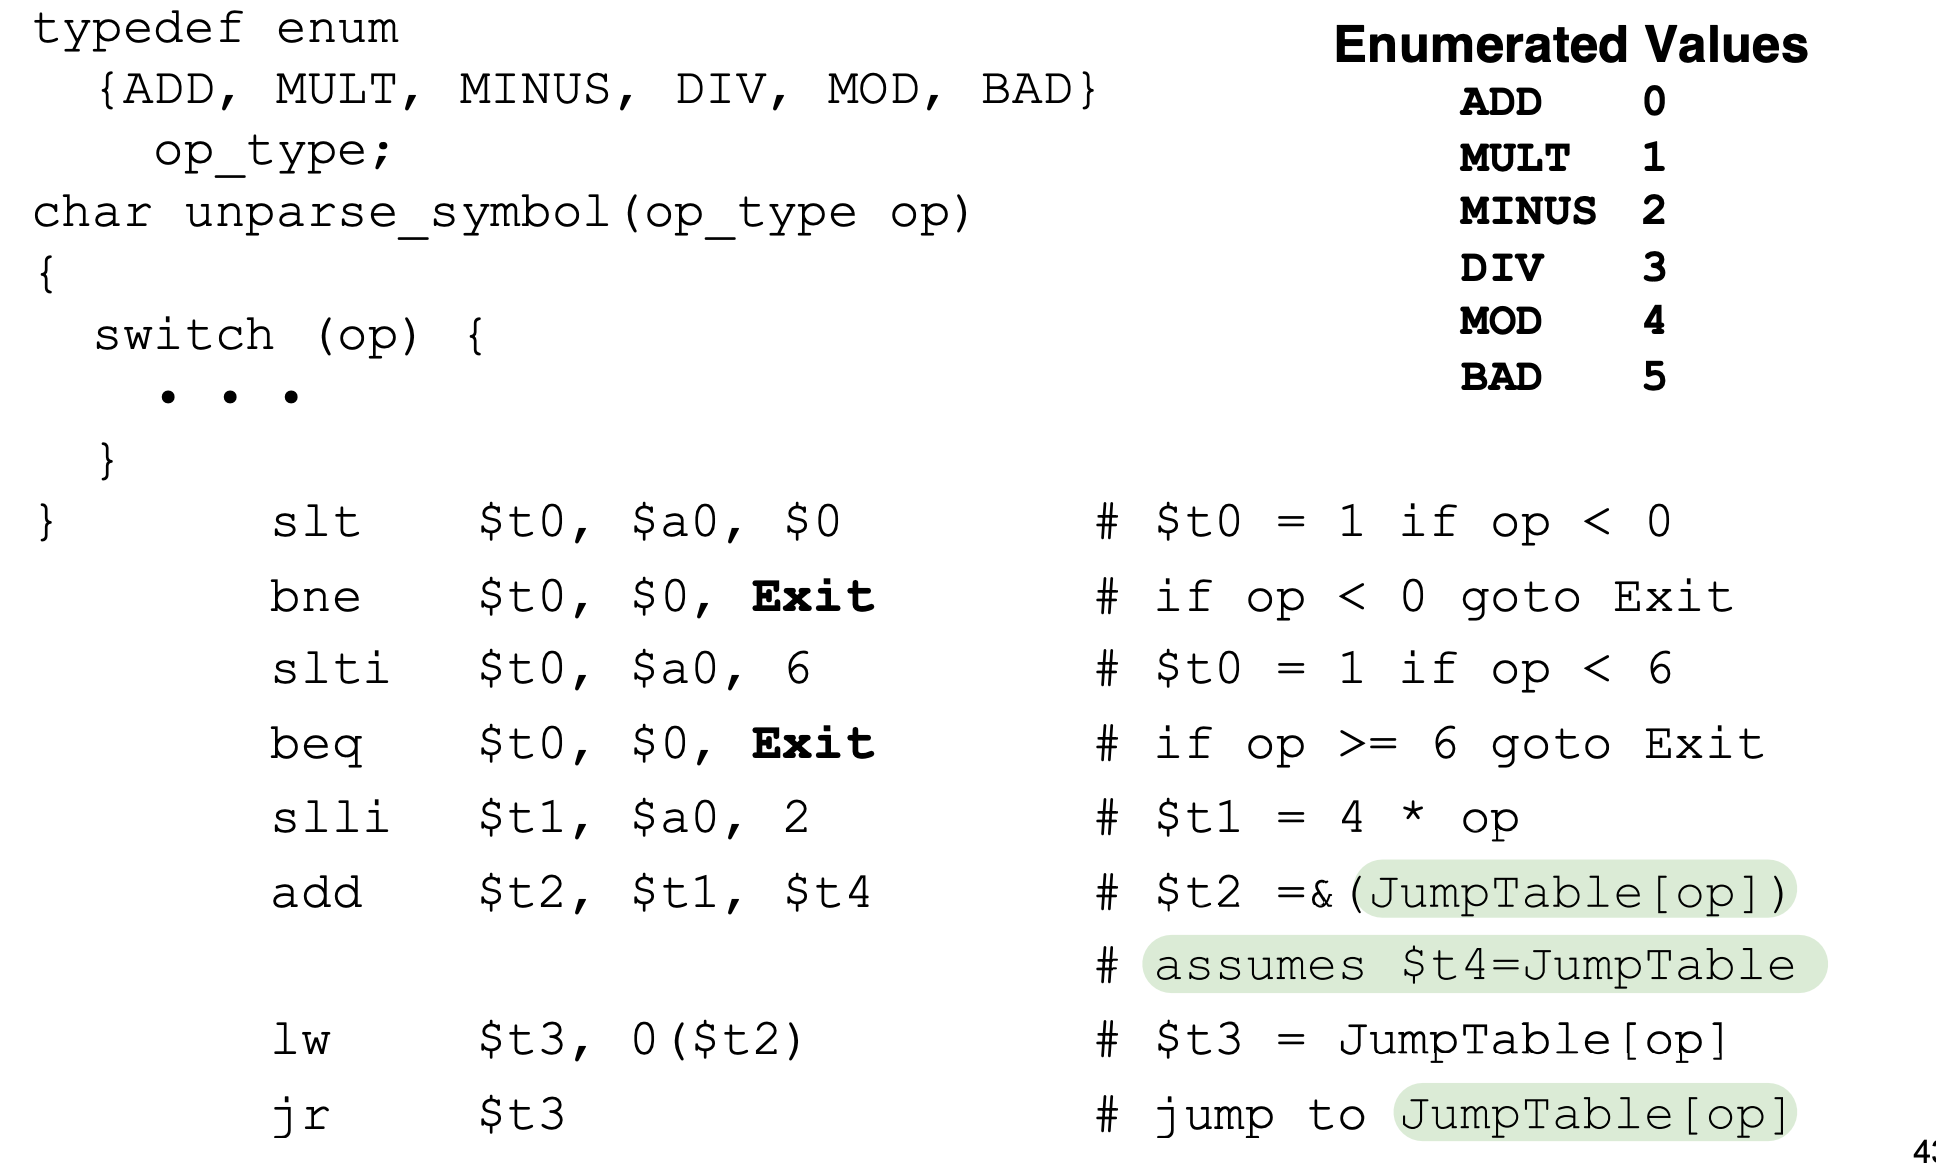 typedef enum
{ADD, MULT, MINUS, DIV, MOD, BAD}
op_type;
char unparse_symbol(op_type op)
{
switch (op) {
• • •
}
}
Enumerated Values
ADD 0
MULT 1
MINUS 2
DIV 3
MOD 4
BAD 5
slt $t0, $a0, $0 # $t0 = 1 if op < 0
bne $t0, $0, Exit # if op < 0 goto Exit
slti $t0, $a0, 6 # $t0 = 1 if op < 6
beq $t0, $0, Exit # if op >= 6 goto Exit
slli $t1, $a0, 2 # $t1 = 4 * op
add $t2, $t1, $t4 # $t2 =&(JumpTable[op])
# assumes $t4=JumpTable
lw $t3, 0($t2) # $t3 = JumpTable[op]
jr $t3 # jump to JumpTable[op]